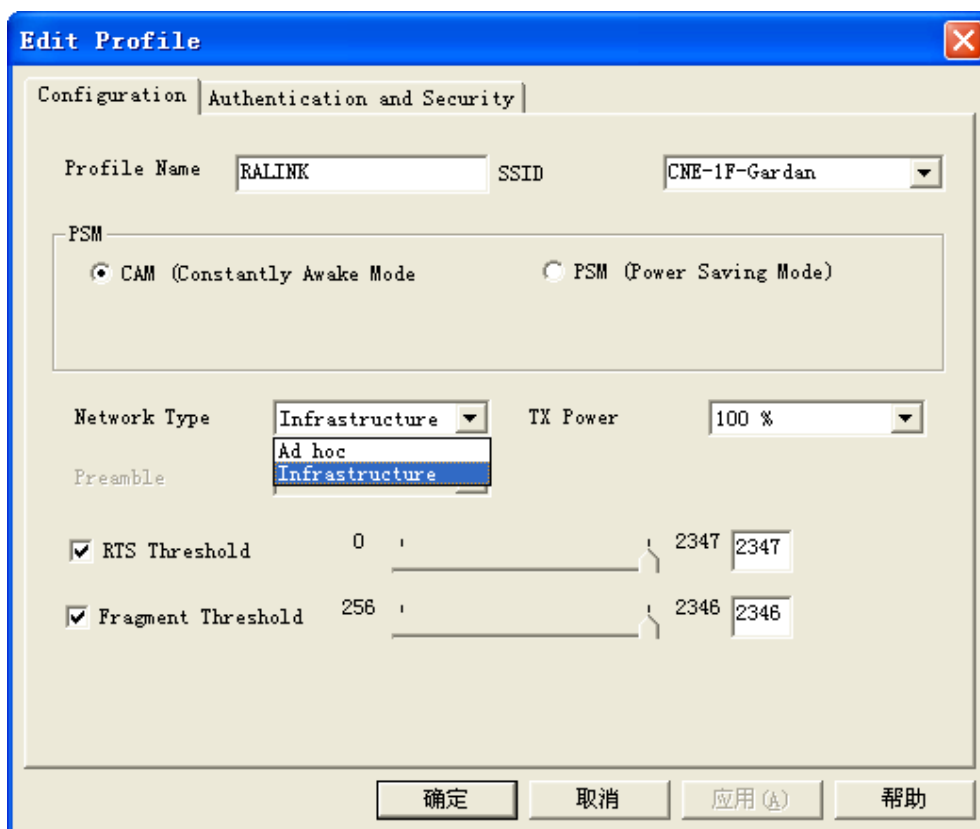 Edit Profile
Configuration
Authentication and Security
Profile Name RALINK SSID CNE-1F-Gardan
PSM
CAM (Constantly Awake Mode
PSM (Power Saving Mode)
Network Type Infrastructure TX Power 100 %
Ad hoc
Infrastructure
Preamble
RTS Threshold 0 2347 2347
Fragment Threshold 256 2346 2346
确定 取消 应用(A) 帮助